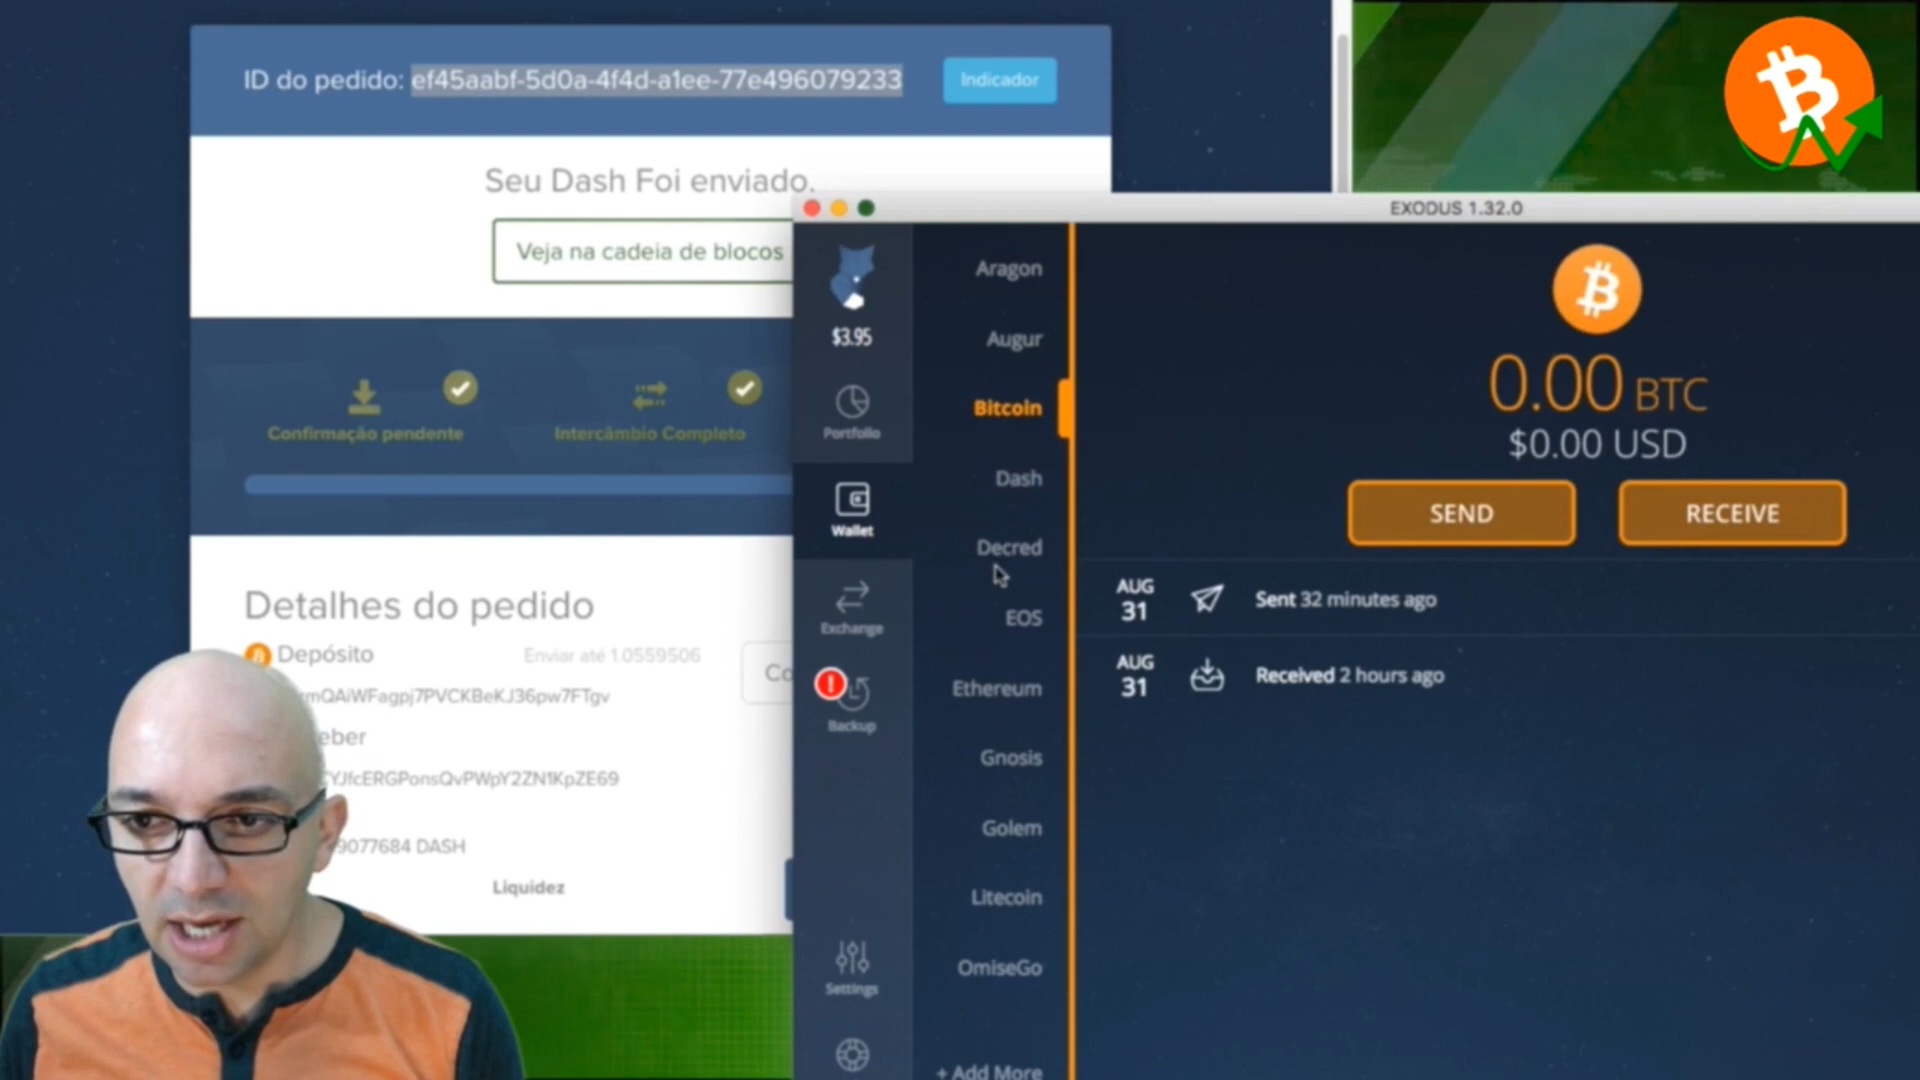 ID do pedido: ef45aabf-5d0a-4f4d-a1ee-77e496079233
Indicador
Seu Dash Foi enviado.
Veja na cadeia de blocos
Confirmação pendente
Intercâmbio Completo
Detalhes do pedido
Depósito
Enviar até 1.0559506
mQAiWFagpj7PVCKBeKJ36pw7FTgv
eber
YJfcERGPonsQvPWpY2ZN1KpZE69
9077684 DASH
Liquidez
EXODUS 1.32.0
$3.95
Portfolio
Wallet
Exchange
Backup
Settings
Aragon
Augur
Bitcoin
Dash
Decred
EOS
Ethereum
Gnosis
Golem
Litecoin
OmiseGo
+ Add More
0.00 BTC
$0.00 USD
SEND
RECEIVE
AUG
31
Sent 32 minutes ago
AUG
31
Received 2 hours ago